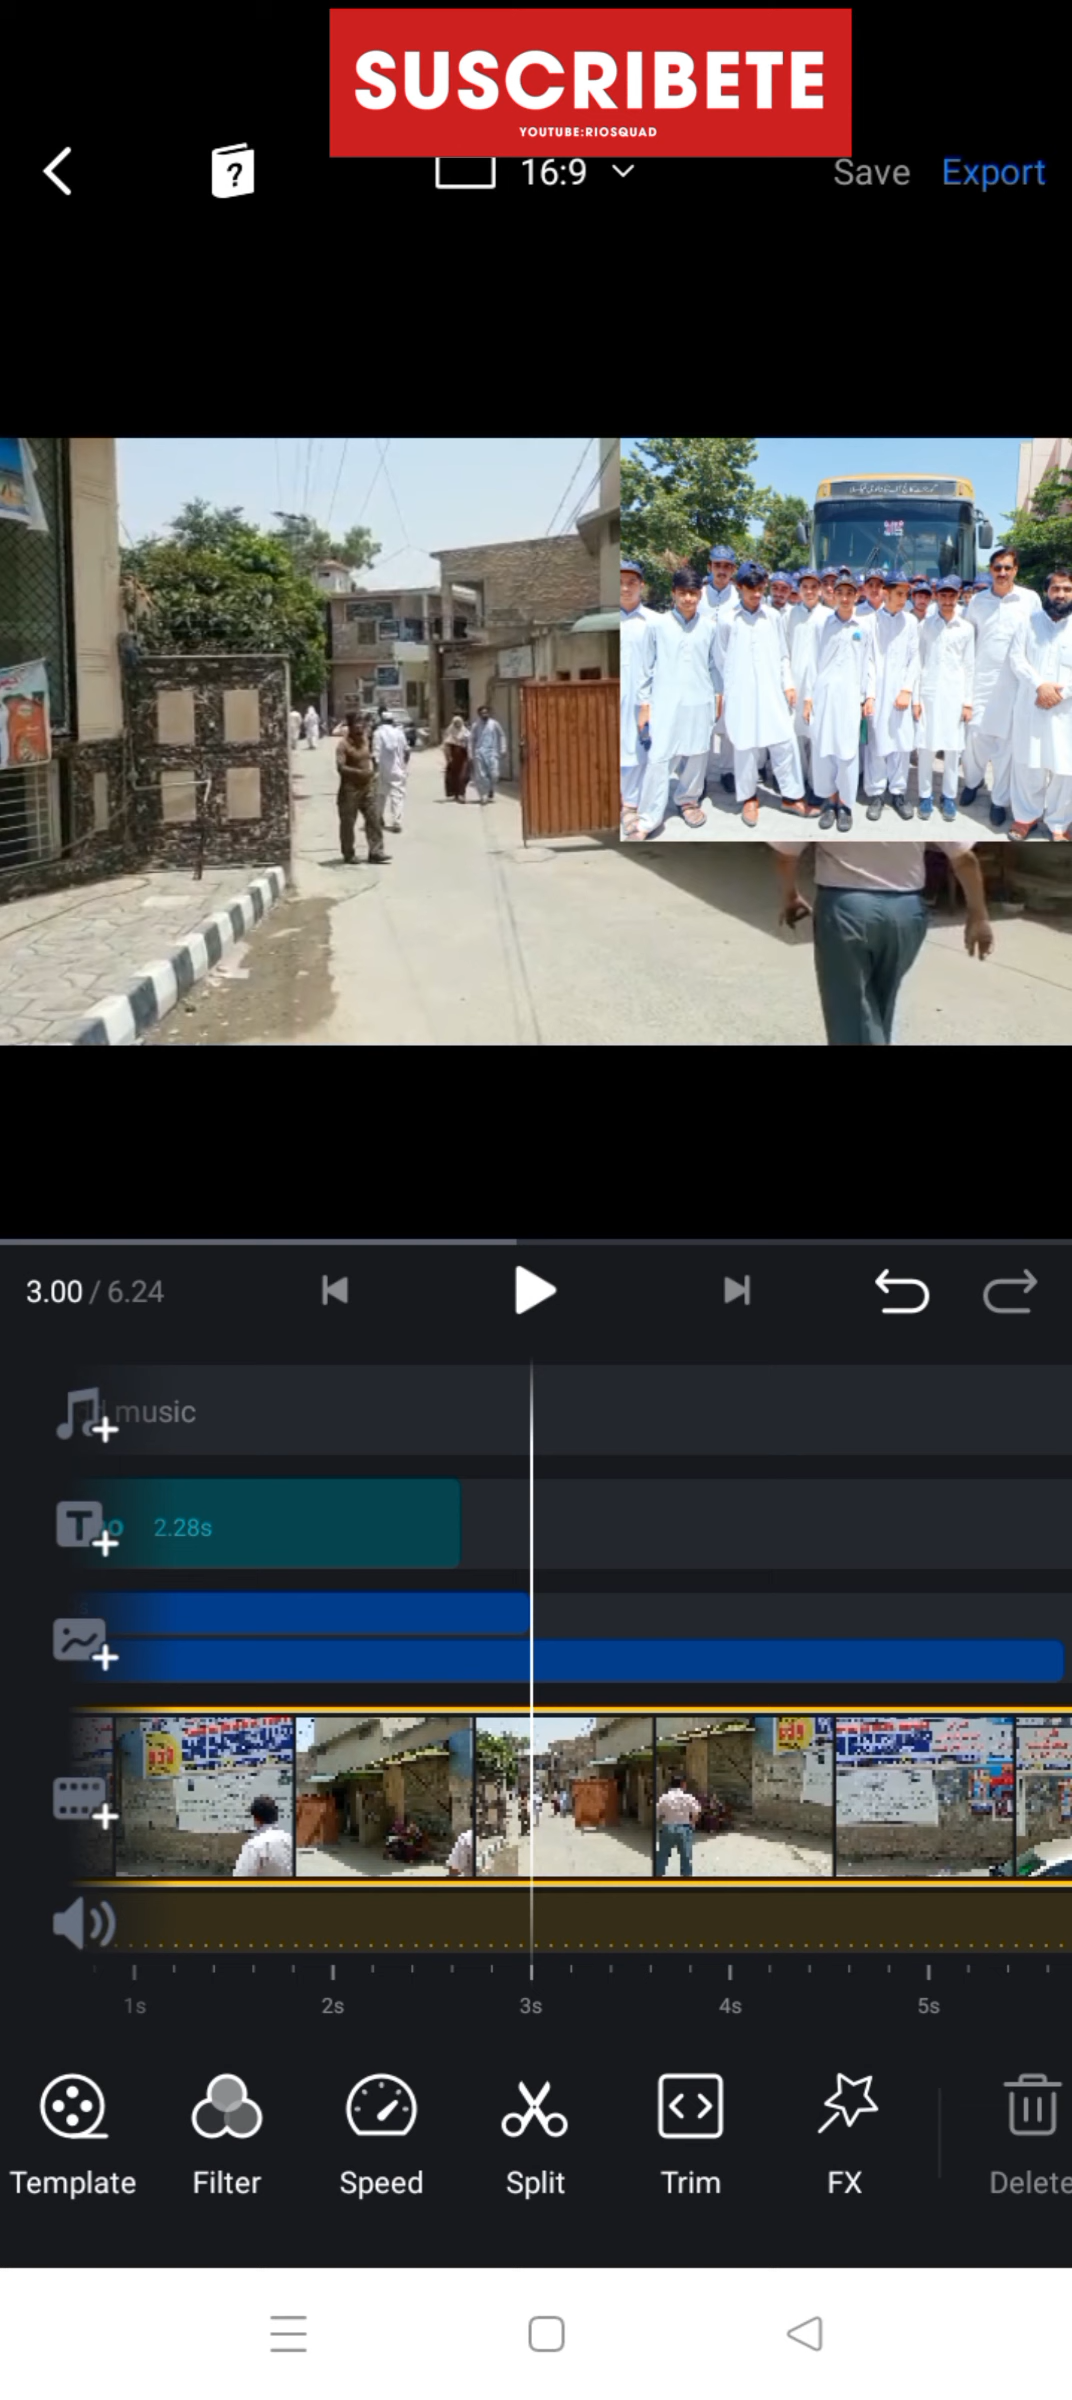 SUSCRIBETE
YOUTUBE:RIOSQUAD
16:9
Save
Export
3.00 / 6.24
music
2.28s
1s
2s
3s
4s
5s
Template
Filter
Speed
Split
Trim
FX
Delete